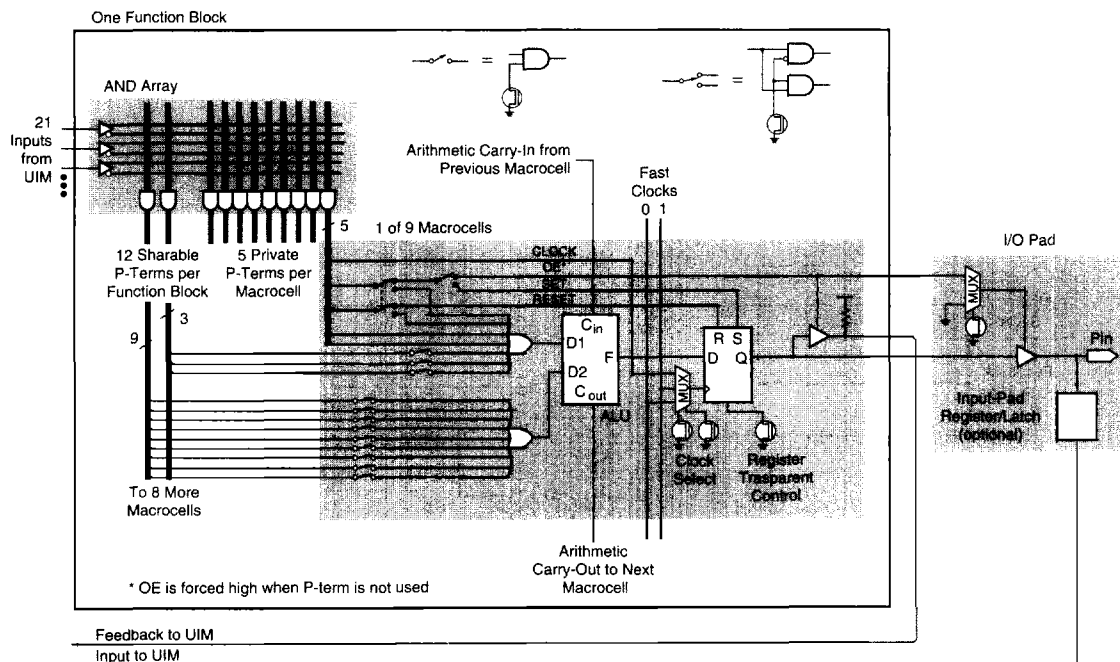 One Function Block
=
=
AND Array
21
Inputs
from
UIM
Arithmetic Carry-In from
Previous Macrocell
Fast
Clocks
0 1
5
1 of 9 Macrocells
I/O Pad
12 Sharable
P-Terms per
Function Block
5 Private
P-Terms per
Macrocell
CLOCK
OE*
SET
RESET
MUX
3
9
Cin
D1
F
D2
Cout
ALU
R S
D Q
MUX
Pin
Input-Pad
Register/Latch
(optional)
Clock
Select
Register
Trasparent
Control
To 8 More
Macrocells
Arithmetic
Carry-Out to Next
Macrocell
* OE is forced high when P-term is not used
Feedback to UIM
Input to UIM